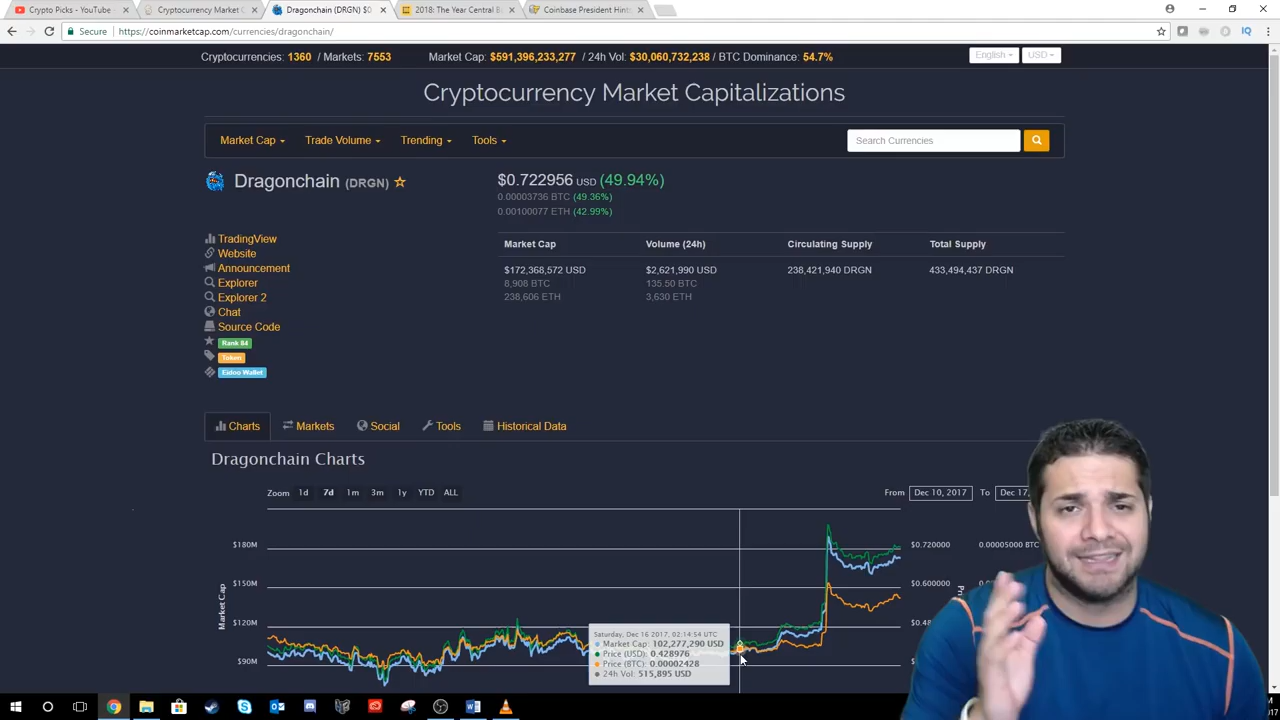 Crypto Picks - YouTube
Cryptocurrency Market C
Dragonchain (DRGN) $0
2018: The Year Central B
Coinbase President Hint
Secure
https://coinmarketcap.com/currencies/dragonchain/
Cryptocurrencies: 1360 / Markets: 7553
Market Cap: $591,396,233,277 / 24h Vol: $30,060,732,238 / BTC Dominance: 54.7%
English
USD
Cryptocurrency Market Capitalizations
Market Cap
Trade Volume
Trending
Tools
Search Currencies
Dragonchain (DRGN)
$0.722956 USD (49.94%)
0.00003736 BTC (49.36%)
0.00100077 ETH (42.99%)
TradingView
Website
Announcement
Explorer
Explorer 2
Chat
Source Code
Rank 84
Token
Eidoo Wallet
Market Cap
Volume (24h)
Circulating Supply
Total Supply
$172,368,572 USD
$2,621,990 USD
238,421,940 DRGN
433,494,437 DRGN
8,908 BTC
135.50 BTC
238,606 ETH
3,630 ETH
Charts
Markets
Social
Tools
Historical Data
Dragonchain Charts
Zoom
1d
7d
1m
3m
1y
YTD
ALL
From
Dec 10, 2017
To
Dec 17,
$180M
$150M
$120M
$90M
Market Cap
$0.720000
$0.600000
$0.48
0.00005000 BTC
Saturday, Dec 16 2017, 02:14:54 UTC
Market Cap: 102,277,290 USD
Price (USD): 0.428976
Price (BTC): 0.00002428
24h Vol: 515,895 USD